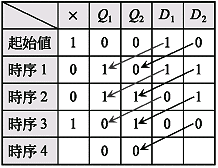 × Q₁ Q₂ D₁ D₂
起始值 1 0 0 1 0
時序 1 0 1 0 1 1
時序 2 0 1 1 0 1
時序 3 1 0 1 0 0
時序 4 0 0